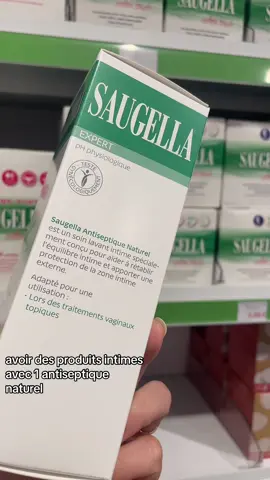 SAUGELLA
EXPERT
pH physiologique
Saugella Antiseptique Naturel
est un soin lavant intime spéciale-
ment conçu pour aider à rétablir
l'équilibre intime et apporter une
protection de la zone intime
externe.
Adapté pour une
utilisation :
- Lors des traitements vaginaux
topiques
avoir des produits intimes
avec 1 antiseptique
naturel
SAUGELLA
SAUGELLA